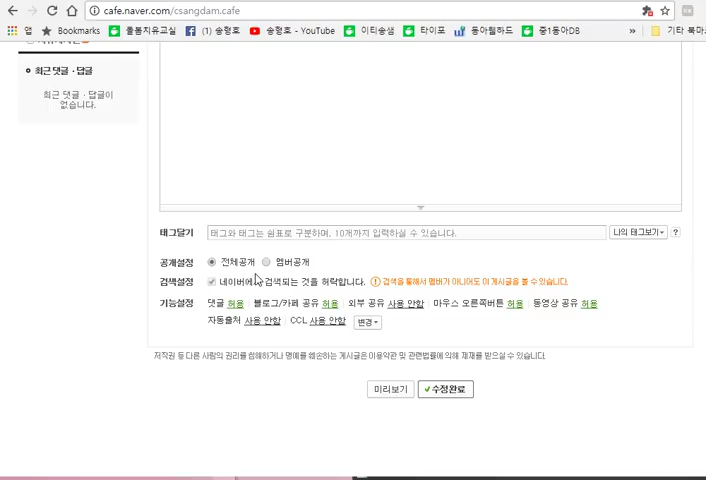 cafe.naver.com/csangdam.cafe
앱 Bookmarks 돌봄치유교실 (1) 송형호 송형호 - YouTube 이티송샘 타이포 동아웰하드 중1동아DB » 기타 북마
최근 댓글 · 답글
최근 댓글 · 답글이
없습니다.
태그달기 태그와 태그는 쉼표로 구분하며, 10개까지 입력하실 수 있습니다. 나의 태그보기 ?
공개설정 전체공개 멤버공개
검색설정 네이버에 검색되는 것을 허락합니다. 검색을 통해서 멤버가 아니어도 이 게시글을 볼 수 있습니다.
기능설정 댓글 허용 블로그/카페 공유 허용 외부 공유 사용 안함 마우스 오른쪽버튼 허용 동영상 공유 허용
자동출처 사용 안함 CCL 사용 안함 변경
저작권 등 다른 사람의 권리를 침해하거나 명예를 훼손하는 게시글은 이용약관 및 관련법률에 의해 제재를 받으실 수 있습니다.
미리보기 수정완료